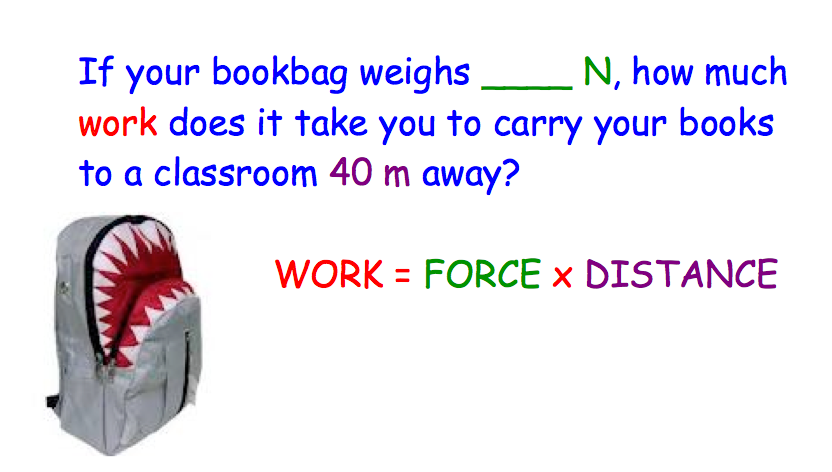 If your bookbag weighs ____ N, how much
work does it take you to carry your books
to a classroom 40 m away?
WORK = FORCE x DISTANCE